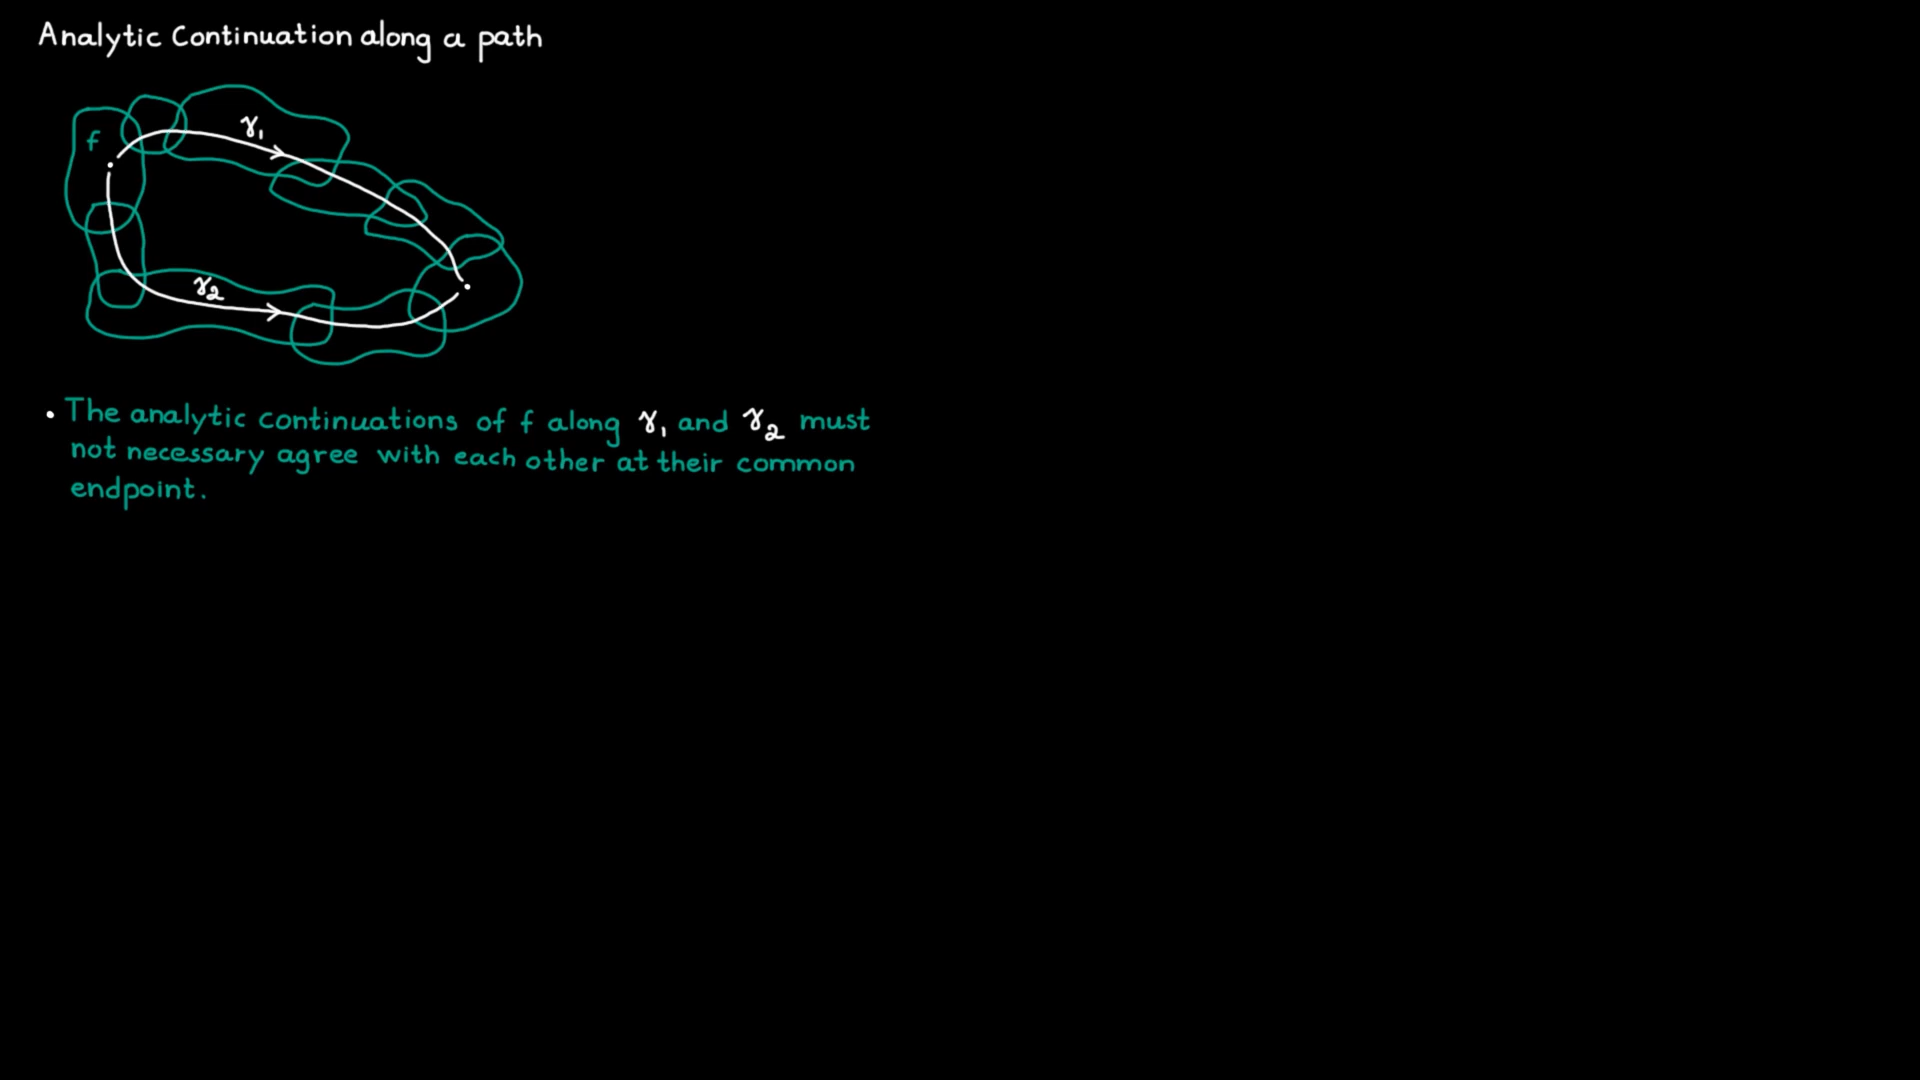 Analytic Continuation along a path
f
γ₁
γ₂
• The analytic continuations of f along γ₁ and γ₂ must
not necessary agree with each other at their common
endpoint.